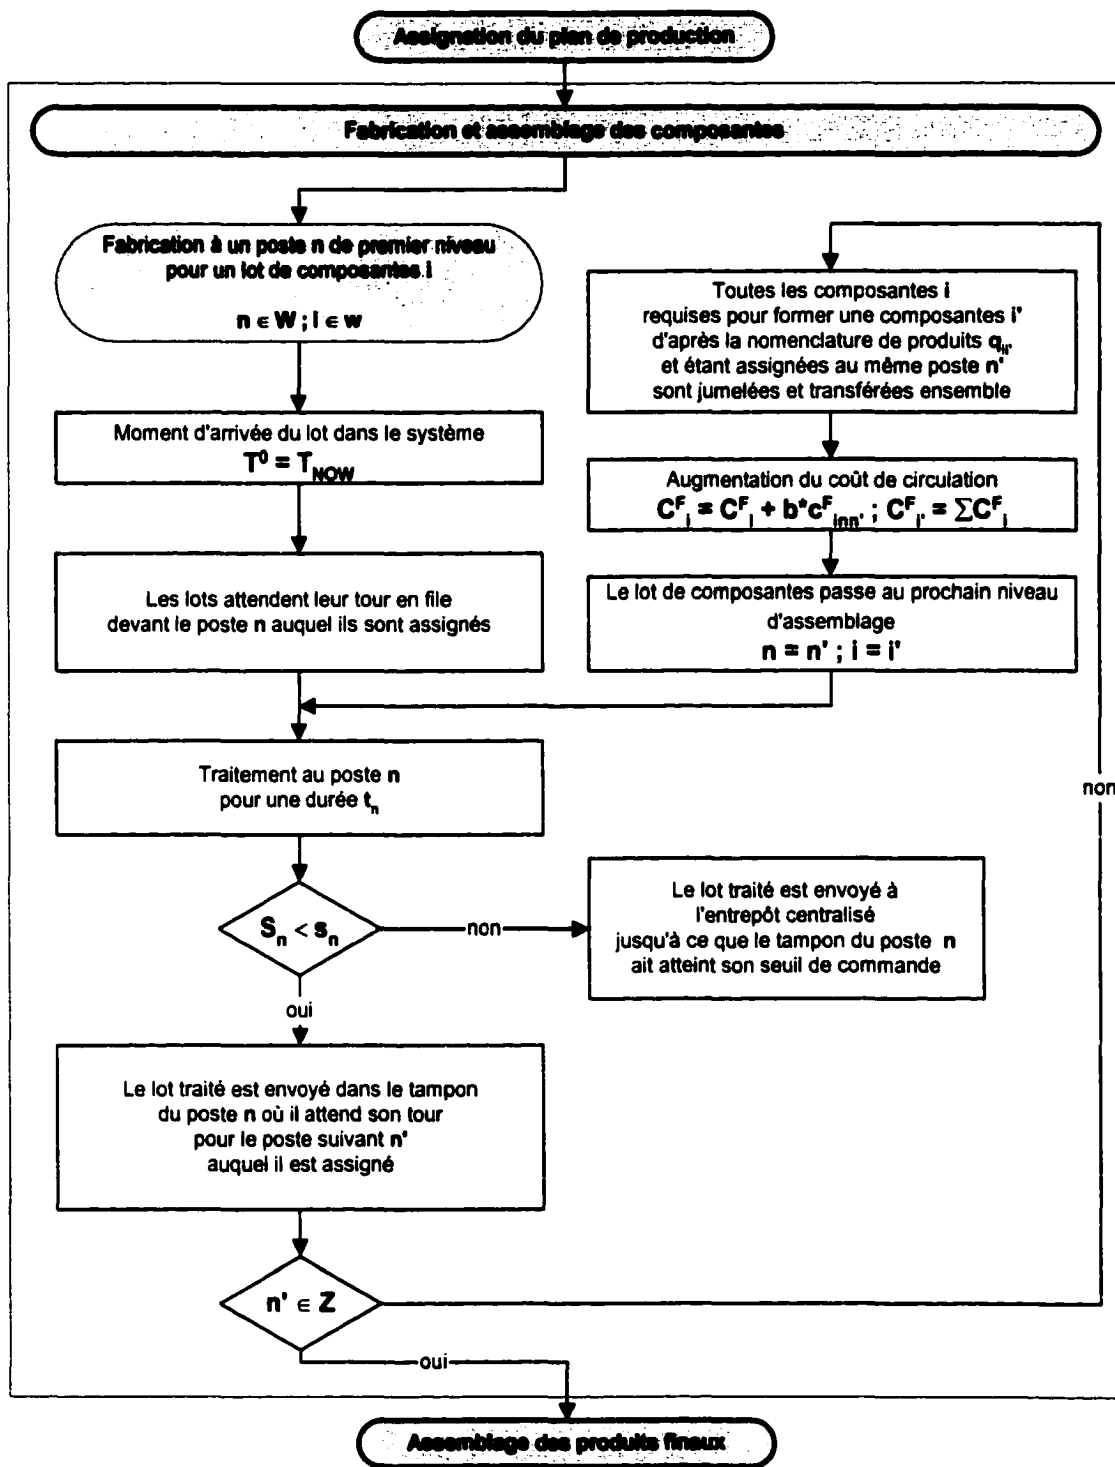 Assignation du plan de production
Fabrication et assemblage des composantes
Fabrication à un poste n de premier niveau
pour un lot de composantes i
n ∈ W ; i ∈ w
Moment d'arrivée du lot dans le système
T⁰ = T_NOW
Les lots attendent leur tour en file
devant le poste n auquel ils sont assignés
Toutes les composantes i
requises pour former une composantes i'
d'après la nomenclature de produits q_ii'
et étant assignées au même poste n'
sont jumelées et transférées ensemble
Augmentation du coût de circulation
C^F_i = C^F_i + b*c^F_inn' ; C^F_i' = ∑C^F_i
Le lot de composantes passe au prochain niveau
d'assemblage
n = n' ; i = i'
Traitement au poste n
pour une durée t_n
S_n < s_n
non
Le lot traité est envoyé à
l'entrepôt centralisé
jusqu'à ce que le tampon du poste n
ait atteint son seuil de commande
oui
Le lot traité est envoyé dans le tampon
du poste n où il attend son tour
pour le poste suivant n'
auquel il est assigné
n' ∈ Z
non
oui
Assemblage des produits finaux